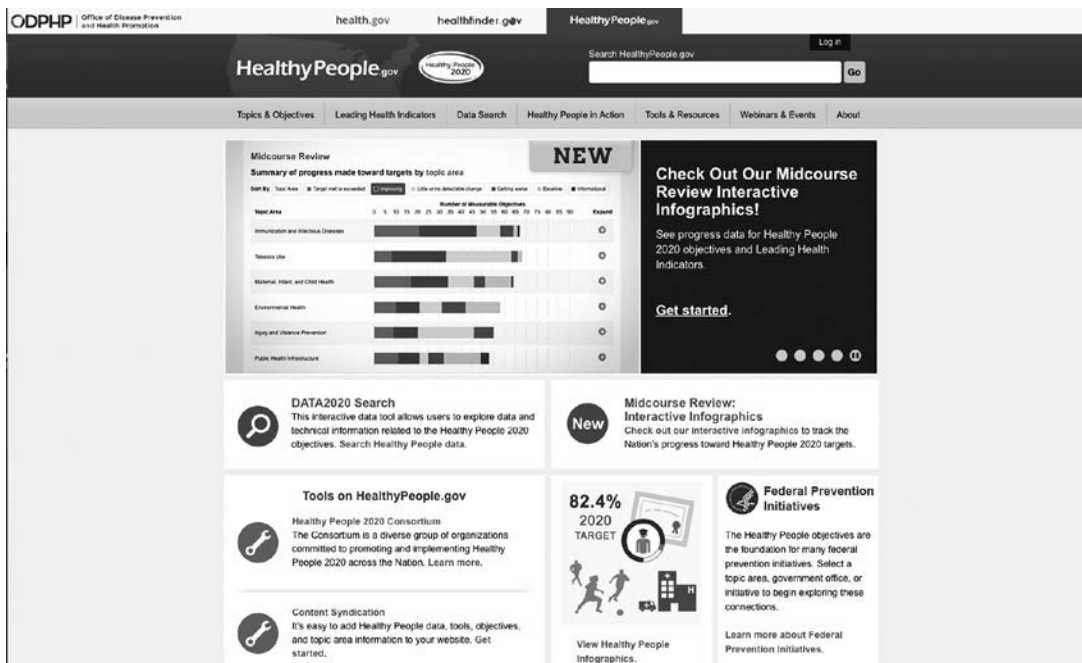 ODPHP
Office of Disease Prevention
and Health Promotion
health.gov
healthfinder.gov
HealthyPeople.gov
Log in
HealthyPeople.gov
Healthy People
2020
Search HealthyPeople.gov
Go
Topics & Objectives
Leading Health Indicators
Data Search
Healthy People in Action
Tools & Resources
Webinars & Events
About
Midcourse Review
NEW
Summary of progress made toward targets by topic area
Sort By Topic Area Target met or exceeded Improving Little or no detectable change Getting worse Baseline Informational
Number of Measurable Objectives
Topic Area 0 5 10 15 20 25 30 35 40 45 50 55 60 65 70 75 80 85 90 Expand
Immunization and Infectious Diseases
Tobacco Use
Maternal, Infant, and Child Health
Environmental Health
Injury and Violence Prevention
Public Health Infrastructure
Check Out Our Midcourse
Review Interactive
Infographics!
See progress data for Healthy People
2020 objectives and Leading Health
Indicators.
Get started.
DATA2020 Search
This interactive data tool allows users to explore data and
technical information related to the Healthy People 2020
objectives. Search Healthy People data.
New
Midcourse Review:
Interactive Infographics
Check out our interactive infographics to track the
Nation's progress toward Healthy People 2020 targets.
Tools on HealthyPeople.gov
Healthy People 2020 Consortium
The Consortium is a diverse group of organizations
committed to promoting and implementing Healthy
People 2020 across the Nation. Learn more.
Content Syndication
It's easy to add Healthy People data, tools, objectives,
and topic area information to your website. Get
started.
82.4%
2020
TARGET
H
View Healthy People
Infographics.
Federal Prevention
Initiatives
The Healthy People objectives are
the foundation for many federal
prevention initiatives. Select a
topic area, government office, or
initiative to begin exploring these
connections.
Learn more about Federal
Prevention Initiatives.